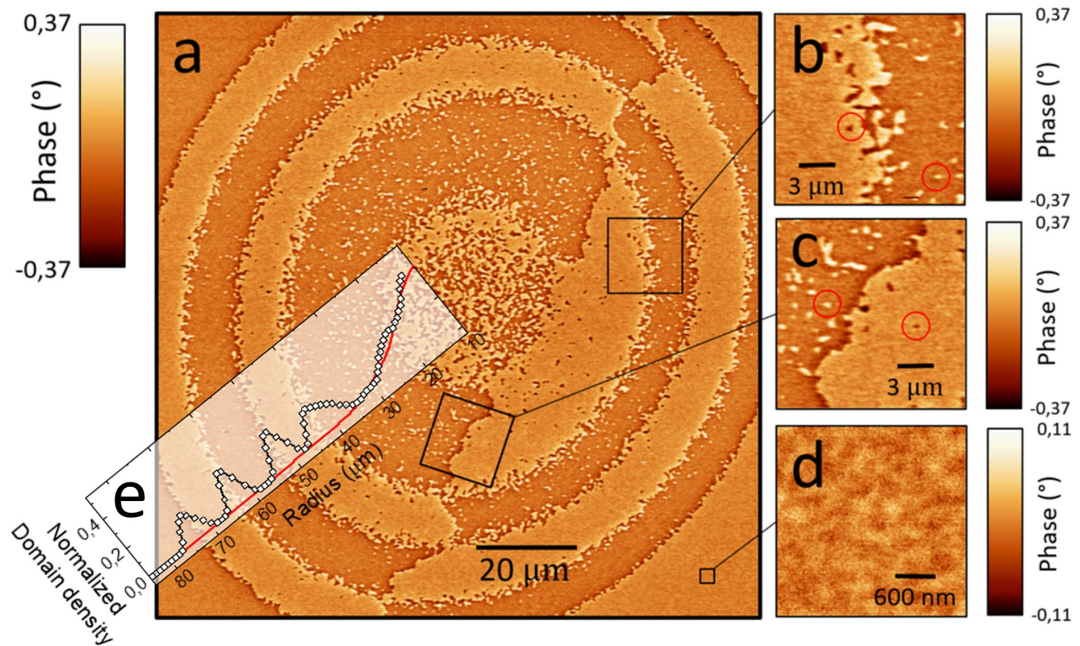 0,37
Phase (°)
-0,37
a
b
3 µm
0,37
Phase (°)
-0,37
c
3 µm
0,37
Phase (°)
-0,37
d
600 nm
0,11
Phase (°)
-0,11
20 µm
e
0,4
0,2
0,0
Normalized
Domain density
10
20
30
40
50
60
70
80
Radius (µm)